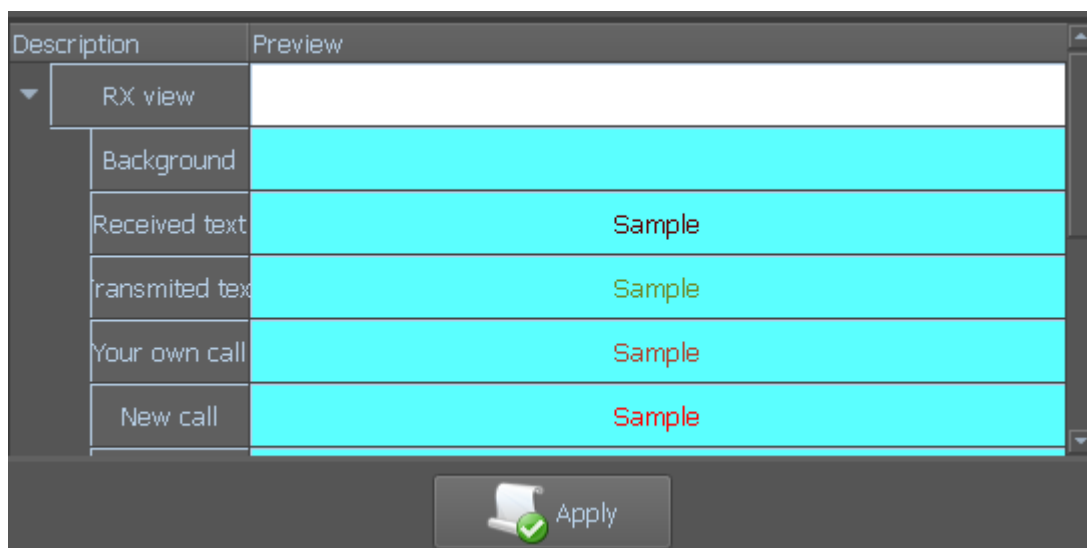 Description Preview
RX view
Background
Received text Sample
ransmited tex Sample
Your own call Sample
New call Sample
Apply